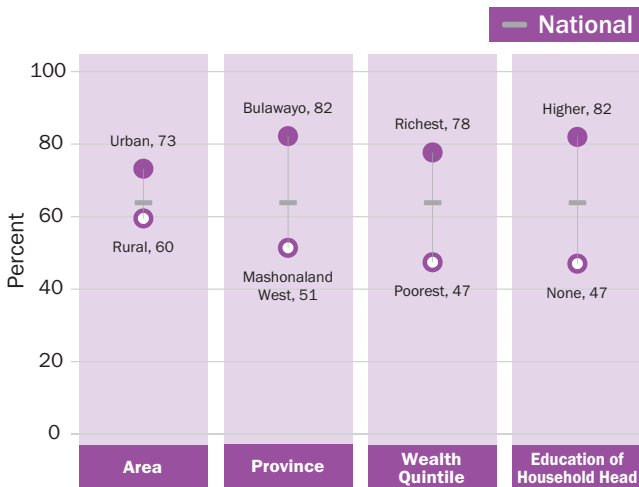 National
Percent
100
80
60
40
20
0
Urban, 73
Rural, 60
Bulawayo, 82
Mashonaland
West, 51
Richest, 78
Poorest, 47
Higher, 82
None, 47
Area
Province
Wealth
Quintile
Education of
Household Head